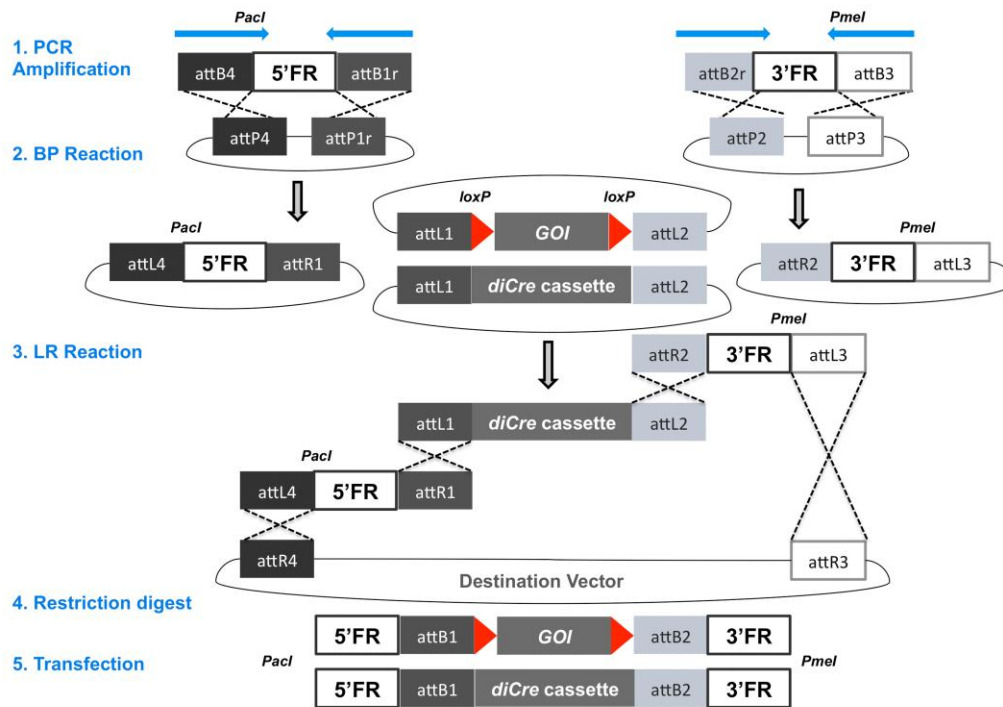 PacI
PmeI
1. PCR
Amplification
attB4 5'FR attB1r
attB2r 3'FR attB3
attP4 attP1r
attP2 attP3
2. BP Reaction
loxP loxP
PacI
attL1 GOI attL2
PmeI
attL4 5'FR attR1
attR2 3'FR attL3
attL1 diCre cassette attL2
PmeI
3. LR Reaction
attR2 3'FR attL3
attL1 diCre cassette attL2
PacI
attL4 5'FR attR1
attR4 attR3
Destination Vector
4. Restriction digest
5'FR attB1 GOI attB2 3'FR
5. Transfection
PacI PmeI
5'FR attB1 diCre cassette attB2 3'FR